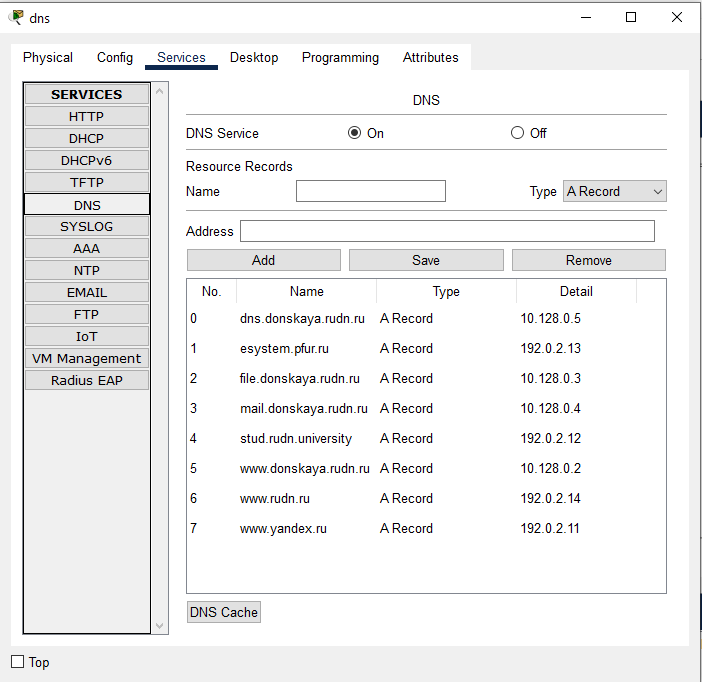 dns
Physical Config Services Desktop Programming Attributes
SERVICES
HTTP
DHCP
DHCPv6
TFTP
DNS
SYSLOG
AAA
NTP
EMAIL
FTP
IoT
VM Management
Radius EAP
DNS
DNS Service On Off
Resource Records
Name Type A Record
Address
Add Save Remove
No. Name Type Detail
0 dns.donskaya.rudn.ru A Record 10.128.0.5
1 esystem.pfur.ru A Record 192.0.2.13
2 file.donskaya.rudn.ru A Record 10.128.0.3
3 mail.donskaya.rudn.ru A Record 10.128.0.4
4 stud.rudn.university A Record 192.0.2.12
5 www.donskaya.rudn.ru A Record 10.128.0.2
6 www.rudn.ru A Record 192.0.2.14
7 www.yandex.ru A Record 192.0.2.11
DNS Cache
Top